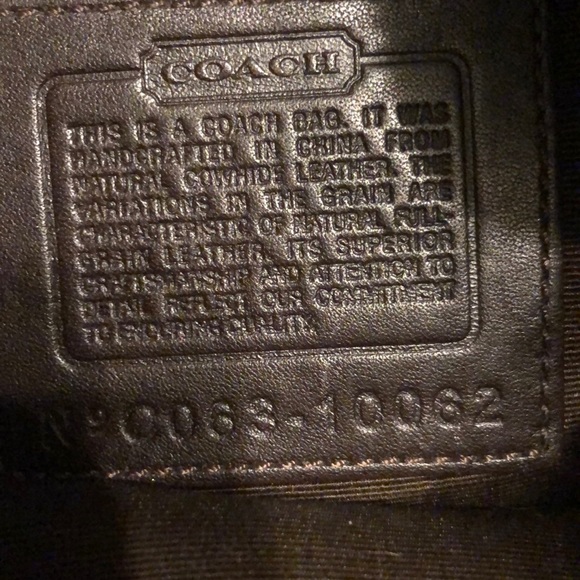 COACH
THIS IS A COACH BAG. IT WAS
HANDCRAFTED IN CHINA FROM
NATURAL COWHIDE LEATHER. THE
VARIATIONS IN THE GRAIN ARE
CHARACTERISTIC OF NATURAL FULL-
GRAIN LEATHER. ITS SUPERIOR
CRAFTSMANSHIP AND ATTENTION TO
DETAIL REFLECT OUR COMMITMENT
TO ENDURING QUALITY.
Nº C063-10062